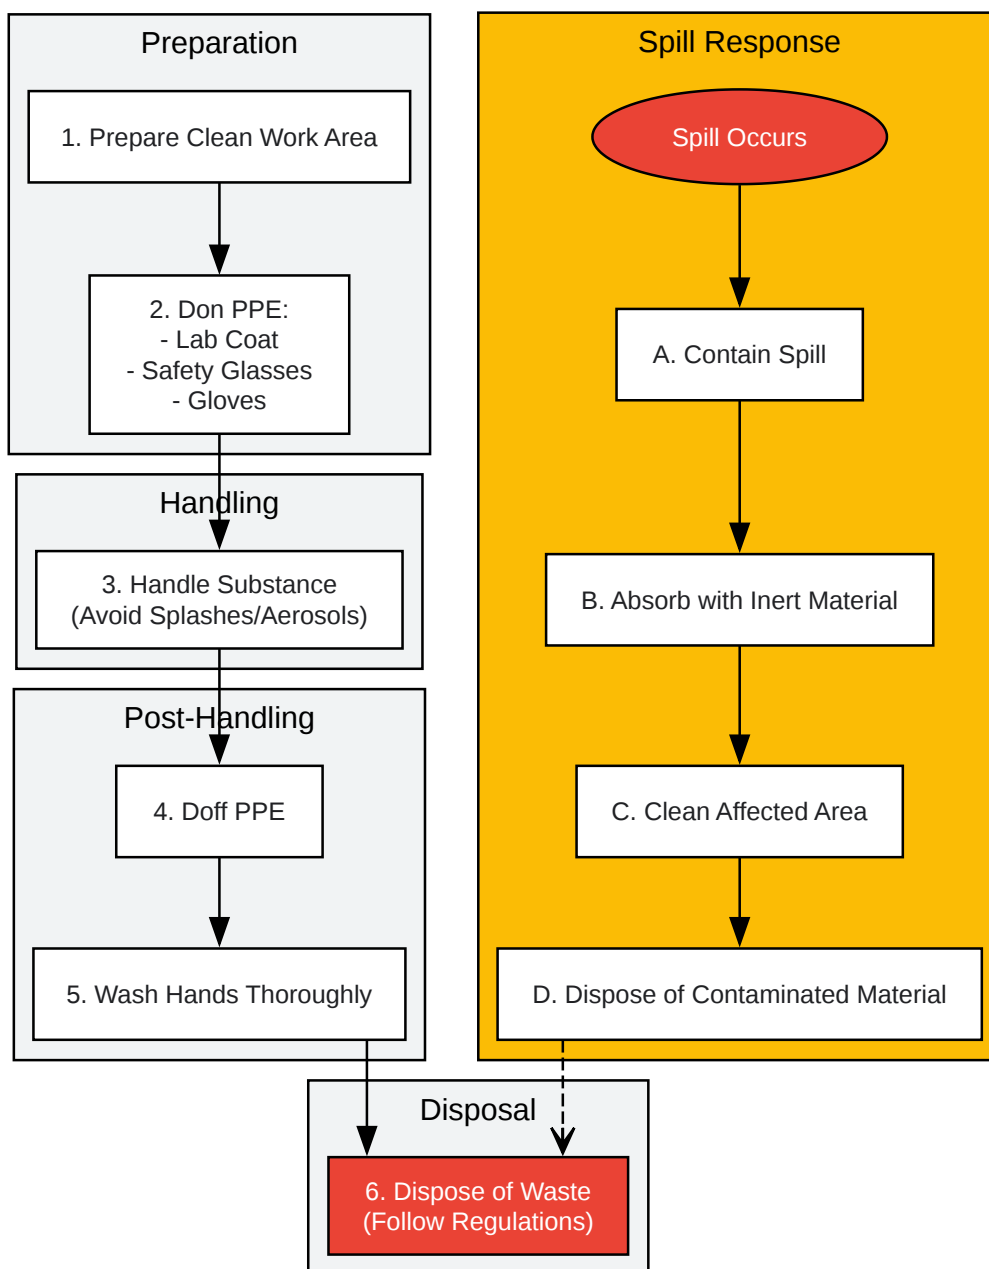 Preparation
1. Prepare Clean Work Area
2. Don PPE:
- Lab Coat
- Safety Glasses
- Gloves
Handling
3. Handle Substance
(Avoid Splashes/Aerosols)
Post-Handling
4. Doff PPE
5. Wash Hands Thoroughly
Spill Response
Spill Occurs
A. Contain Spill
B. Absorb with Inert Material
C. Clean Affected Area
D. Dispose of Contaminated Material
Disposal
6. Dispose of Waste
(Follow Regulations)